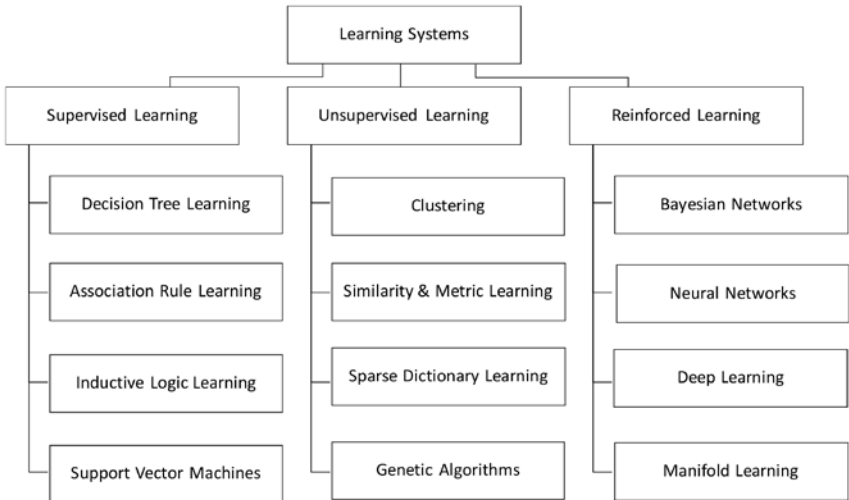 Learning Systems
Supervised Learning
Unsupervised Learning
Reinforced Learning
Decision Tree Learning
Clustering
Bayesian Networks
Association Rule Learning
Similarity & Metric Learning
Neural Networks
Inductive Logic Learning
Sparse Dictionary Learning
Deep Learning
Support Vector Machines
Genetic Algorithms
Manifold Learning